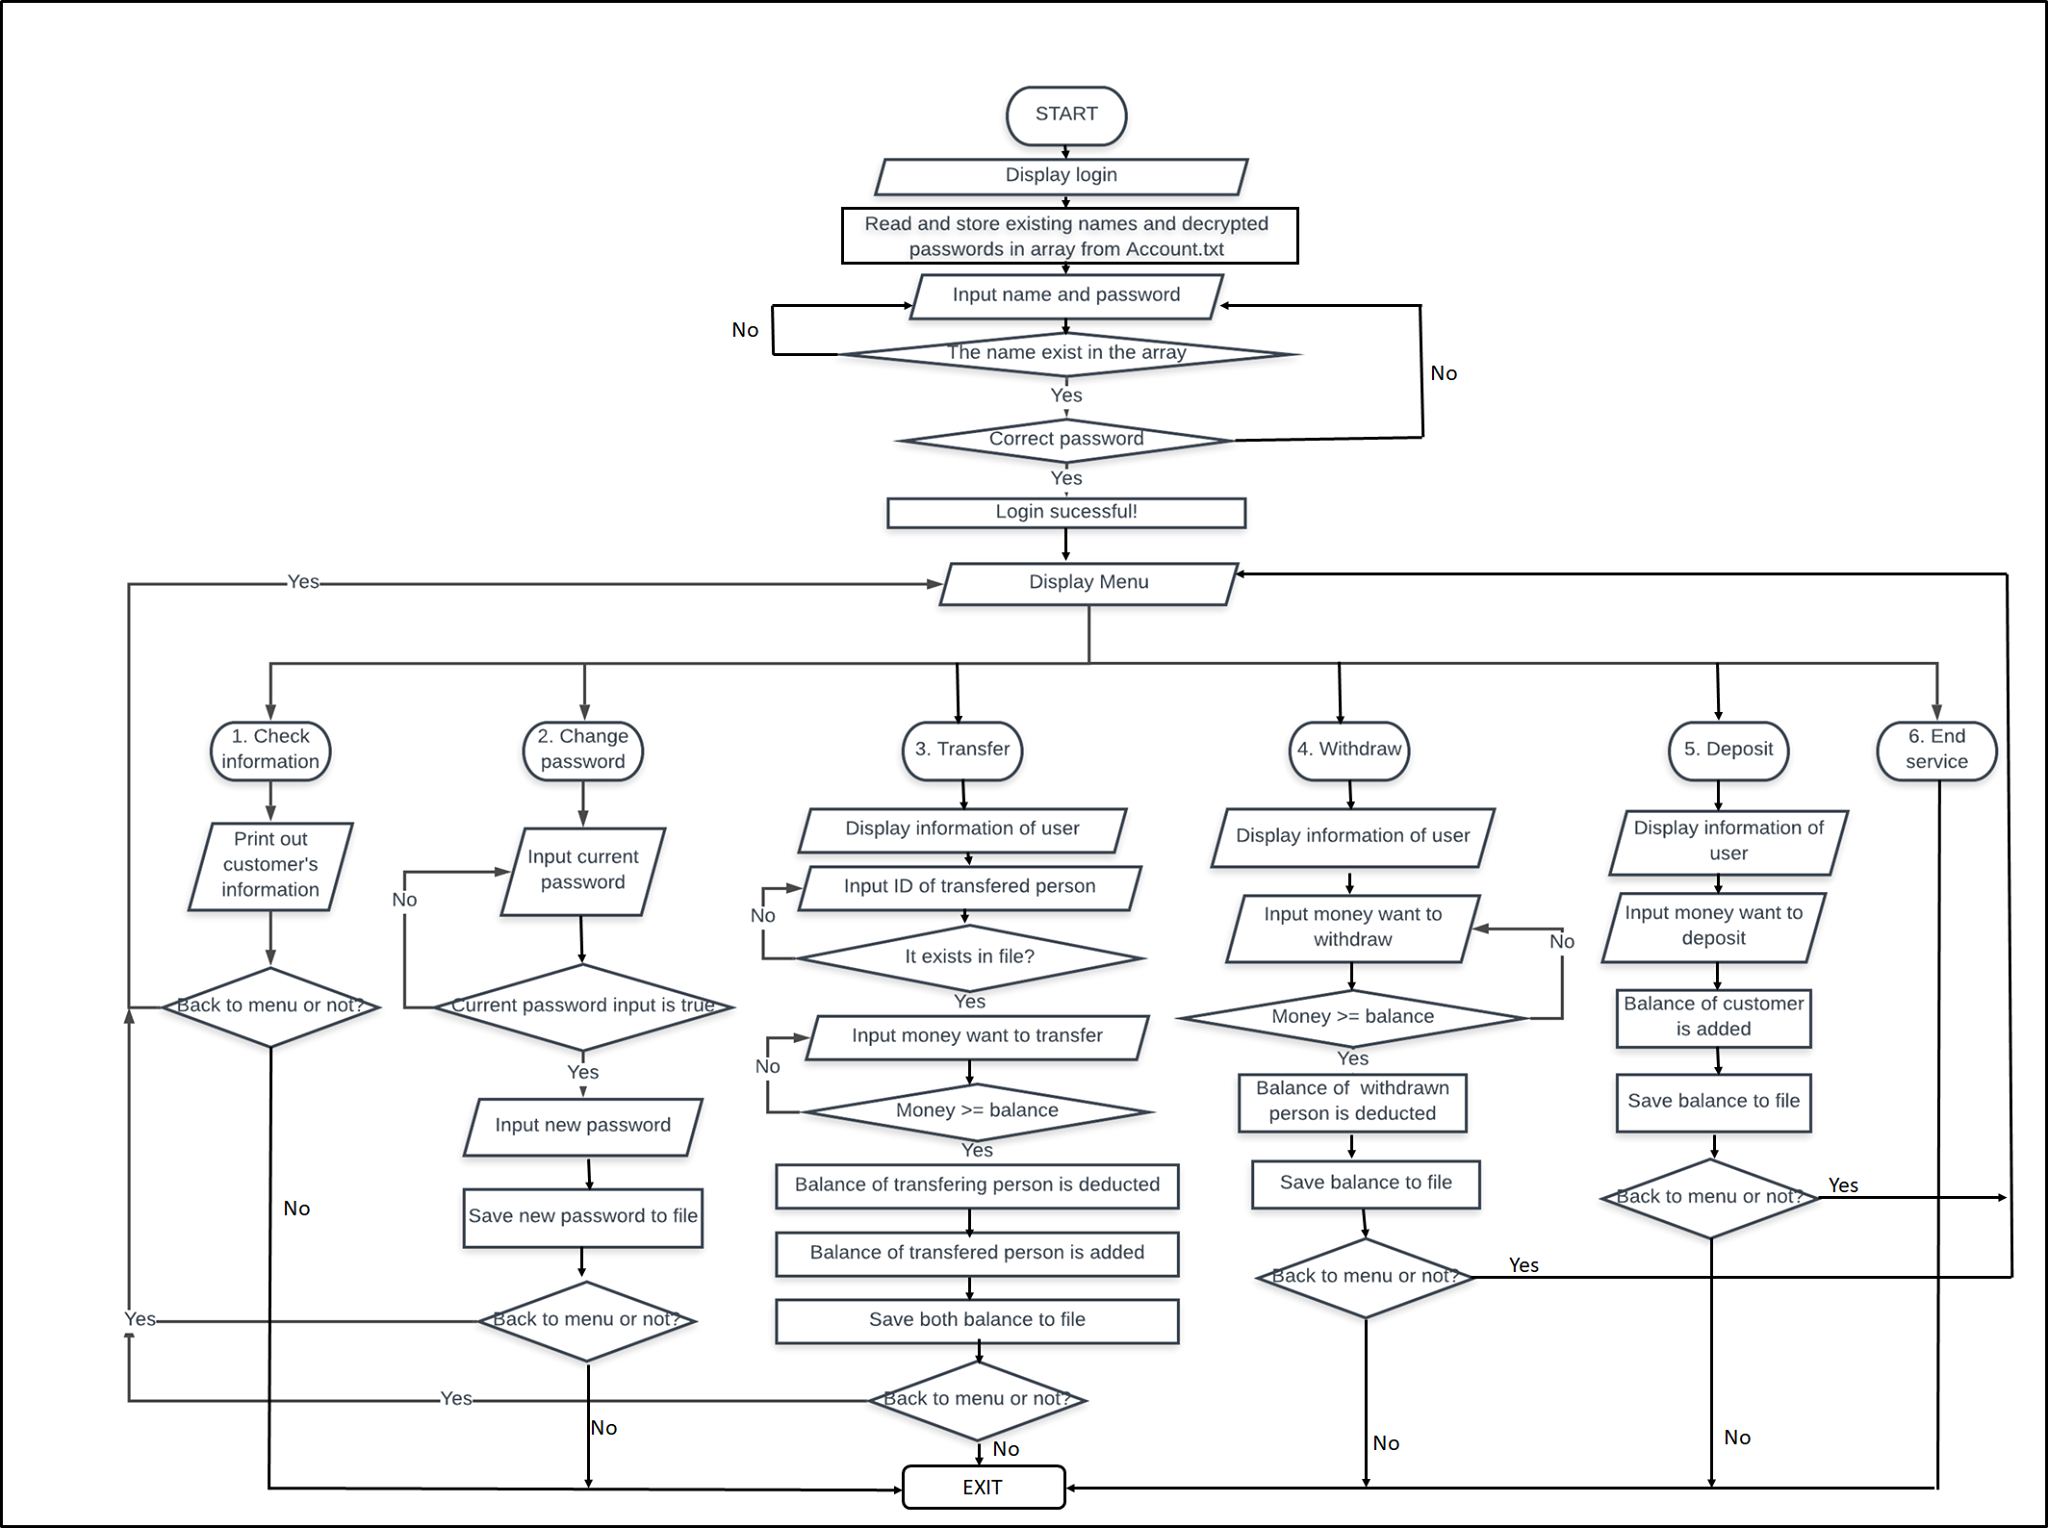 START
Display login
Read and store existing names and decrypted
passwords in array from Account.txt
Input name and password
No
The name exist in the array
No
Yes
Correct password
Yes
Login sucessful!
Yes
Display Menu
1. Check
information
2. Change
password
3. Transfer
4. Withdraw
5. Deposit
6. End
service
Print out
customer's
information
Back to menu or not?
No
Input current
password
No
Current password input is true
Yes
Input new password
Save new password to file
Back to menu or not?
Yes
No
Display information of user
Input ID of transfered person
No
It exists in file?
Yes
Input money want to transfer
No
Money >= balance
Yes
Balance of transfering person is deducted
Balance of transfered person is added
Save both balance to file
Back to menu or not?
Yes
No
Display information of user
Input money want to
withdraw
No
Money >= balance
Yes
Balance of  withdrawn
person is deducted
Save balance to file
Back to menu or not?
Yes
No
Display information of
user
Input money want to
deposit
Balance of customer
is added
Save balance to file
Back to menu or not?
Yes
No
EXIT